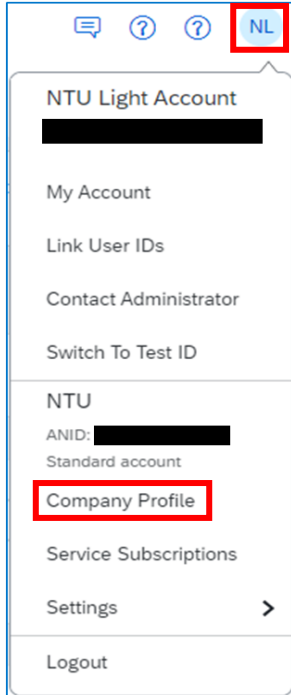 NL
NTU Light Account
My Account
Link User IDs
Contact Administrator
Switch To Test ID
NTU
ANID:
Standard account
Company Profile
Service Subscriptions
Settings
Logout